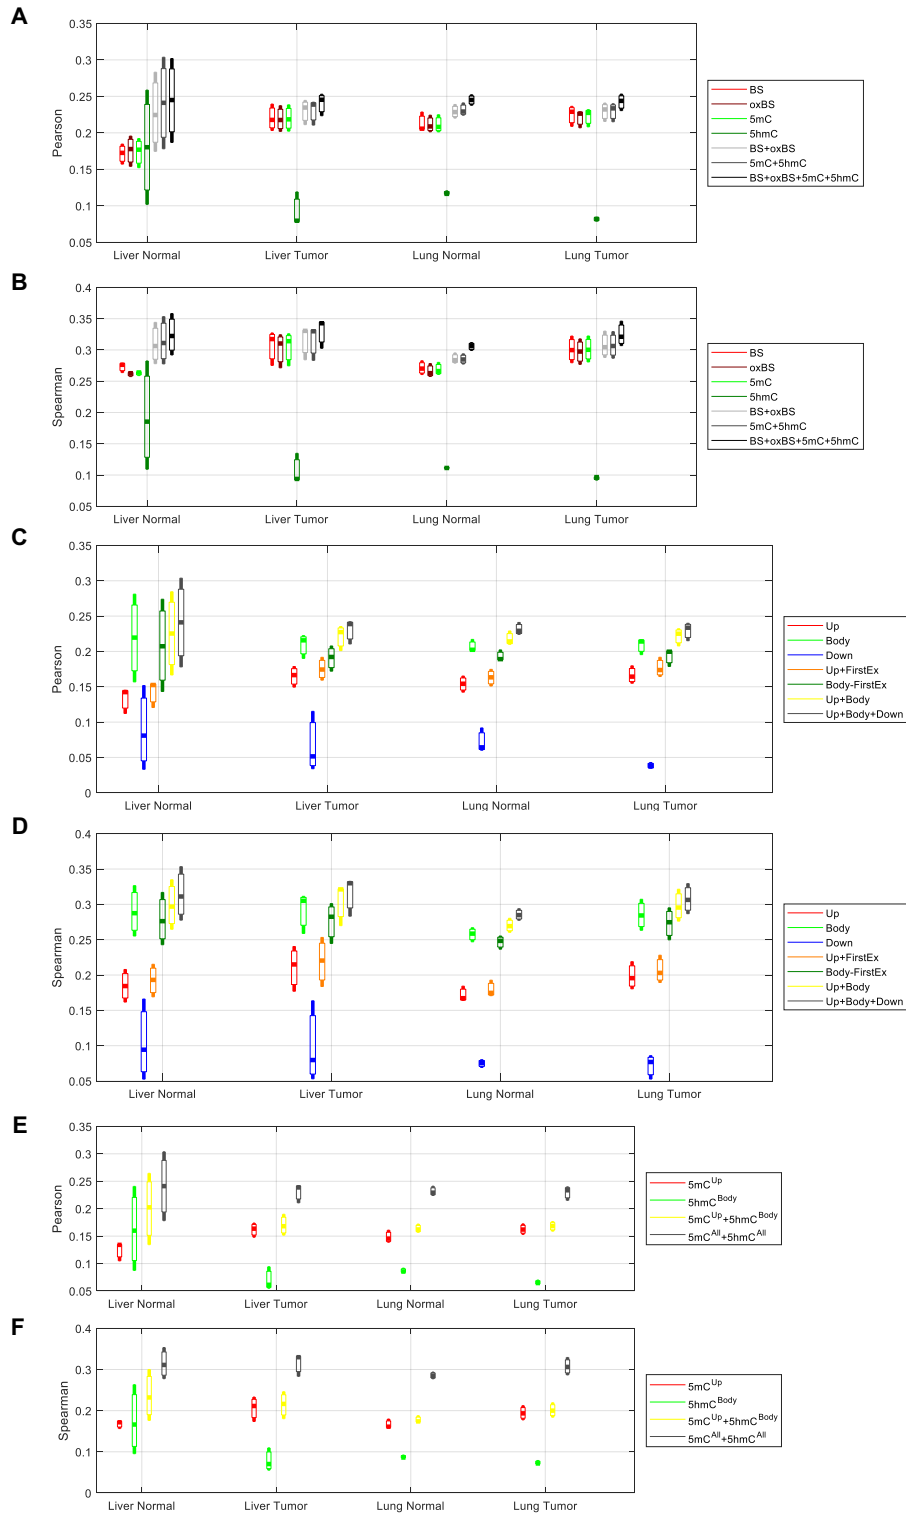 A
0.35
0.3
0.25
0.2
0.15
0.1
0.05
Pearson
Liver Normal
Liver Tumor
Lung Normal
Lung Tumor
BS
oxBS
5mC
5hmC
BS+oxBS
5mC+5hmC
BS+oxBS+5mC+5hmC
B
0.4
0.35
0.3
0.25
0.2
0.15
0.1
0.05
Spearman
Liver Normal
Liver Tumor
Lung Normal
Lung Tumor
BS
oxBS
5mC
5hmC
BS+oxBS
5mC+5hmC
BS+oxBS+5mC+5hmC
C
0.35
0.3
0.25
0.2
0.15
0.1
0.05
0
Pearson
Liver Normal
Liver Tumor
Lung Normal
Lung Tumor
Up
Body
Down
Up+FirstEx
Body-FirstEx
Up+Body
Up+Body+Down
D
0.4
0.35
0.3
0.25
0.2
0.15
0.1
0.05
Spearman
Liver Normal
Liver Tumor
Lung Normal
Lung Tumor
Up
Body
Down
Up+FirstEx
Body-FirstEx
Up+Body
Up+Body+Down
E
0.35
0.3
0.25
0.2
0.15
0.1
0.05
Pearson
Liver Normal
Liver Tumor
Lung Normal
Lung Tumor
5mC^Up
5hmC^Body
5mC^Up+5hmC^Body
5mC^All+5hmC^All
F
0.4
0.3
0.2
0.1
0
Spearman
Liver Normal
Liver Tumor
Lung Normal
Lung Tumor
5mC^Up
5hmC^Body
5mC^Up+5hmC^Body
5mC^All+5hmC^All